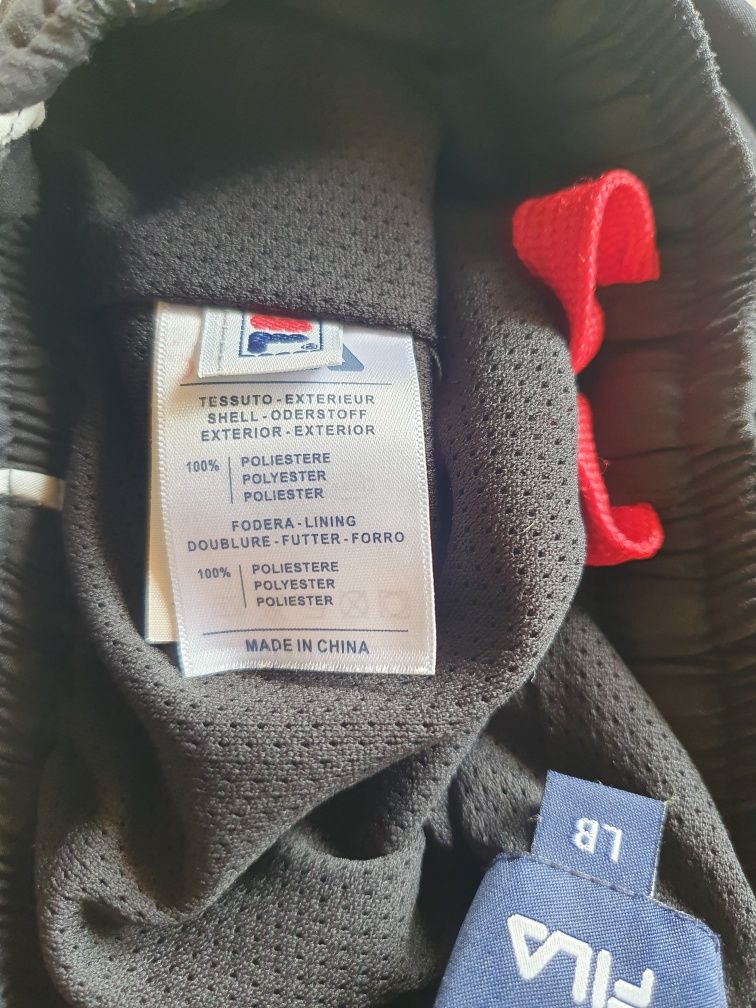 TESSUTO - EXTERIEUR
SHELL - ODERSTOFF
EXTERIOR - EXTERIOR
100% POLIESTERE
POLYESTER
POLIESTER
FODERA - LINING
DOUBLURE - FUTTER - FORRO
100% POLIESTERE
POLYESTER
POLIESTER
MADE IN CHINA
LB
FILA